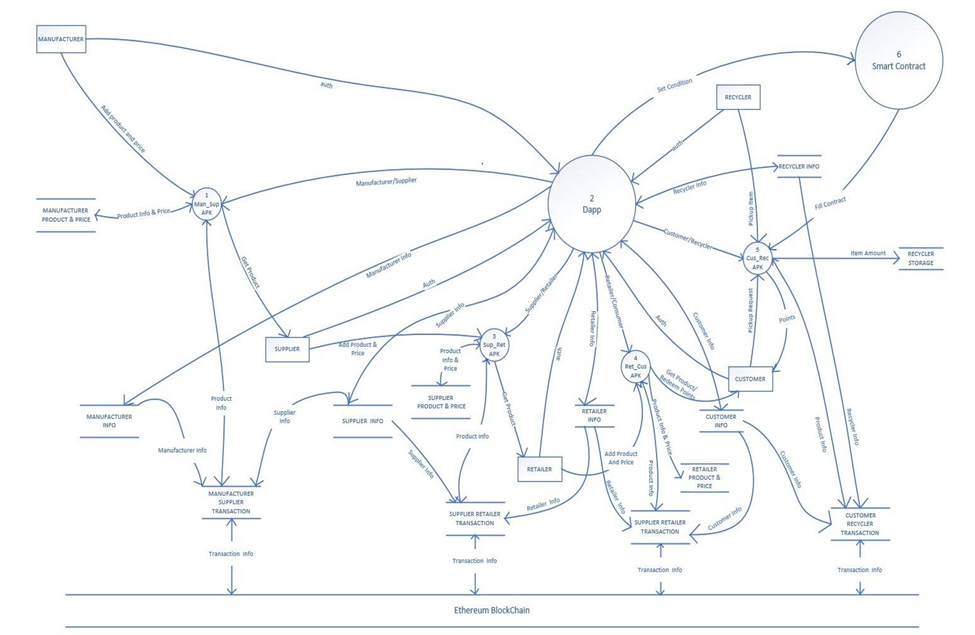 MANUFACTURER
6
Smart Contract
auth
Set Condition
RECYCLER
Add product and price
auth
RECYCLER INFO
Manufacturer/Supplier
Recycler Info
1
Man_Sup
APK
2
Dapp
Pickup Item
Fill Contract
MANUFACTURER
PRODUCT & PRICE
Product Info & Price
Customer/Recycler
5
Cus_Rec
APK
Item Amount
RECYCLER
STORAGE
Get Product
Manufacturer Info
Auth
Supplier Info
Supplier/Retailer
Retailer Info
Retailer/Consumer
Auth
Customer Info
Pickup Request
Points
SUPPLIER
Add Product &
Price
3
Sup_Ret
APK
Product
Info &
Price
4
Ret_Cus
APK
Get Product/
Redeem Points
CUSTOMER
Product
Info
Supplier
Info
SUPPLIER INFO
SUPPLIER
PRODUCT & PRICE
Get Product
RETAILER
INFO
CUSTOMER
INFO
MANUFACTURER
INFO
Product Info & Price
Product Info
Recycler Info
Manufacturer Info
Supplier Info
Product Info
RETAILER
Add Product
And Price
Product Info
RETAILER
PRODUCT &
PRICE
Customer Info
MANUFACTURER
SUPPLIER
TRANSACTION
Retailer Info
Retailer Info
Customer Info
SUPPLIER RETAILER
TRANSACTION
SUPPLIER RETAILER
TRANSACTION
CUSTOMER
RECYCLER
TRANSACTION
Transaction Info
Transaction Info
Transaction Info
Transaction Info
Ethereum BlockChain